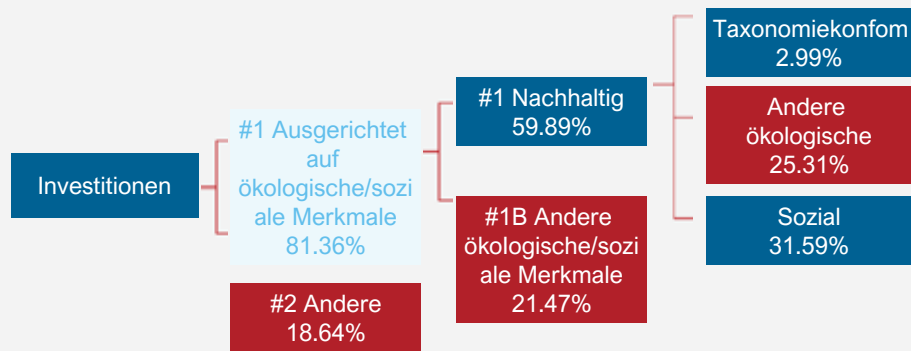 Investitionen
#1 Ausgerichtet
auf
ökologische/sozi
ale Merkmale
81.36%
#2 Andere
18.64%
#1 Nachhaltig
59.89%
#1B Andere
ökologische/sozi
ale Merkmale
21.47%
Taxonomiekonfom
2.99%
Andere
ökologische
25.31%
Sozial
31.59%